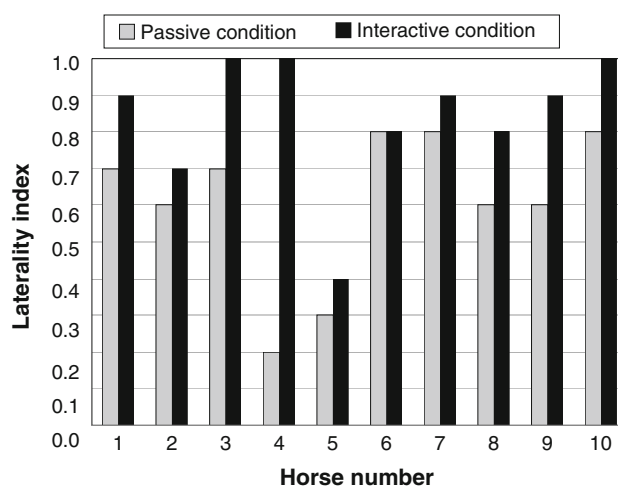 Passive condition Interactive condition
1.0
0.9
0.8
0.7
0.6
0.5
0.4
0.3
0.2
0.1
0.0
Laterality index
1 2 3 4 5 6 7 8 9 10
Horse number